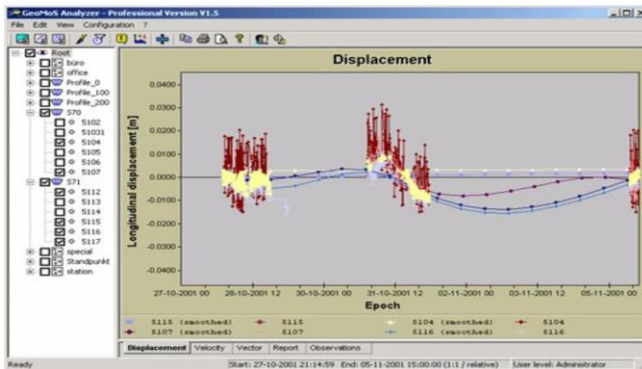 GeoMoS Analyzer - Professional Version V1.5
File Edit View Configuration ?
Root
büro
office
Profile_0
Profile_100
Profile_200
S70
5102
51031
5104
5105
5106
5107
S71
5112
5113
5114
5115
5116
5117
special
Standpunkt
station
Displacement
Longitudinal displacement [m]
0.0400
0.0300
0.0200
0.0100
0.0000
-0.0100
-0.0200
-0.0300
-0.0400
27-10-2001 00 28-10-2001 12 30-10-2001 00 31-10-2001 12 02-11-2001 00 03-11-2001 12 05-11-2001 00
Epoch
5115 (smoothed) 5115 5104 (smoothed) 5104
5107 (smoothed) 5107 5116 (smoothed) 5116
Displacement Velocity Vector Report Observations
Ready Start: 27-10-2001 21:14:59 End: 05-11-2001 15:00:00 (1:1 / relative) User level: Administrator